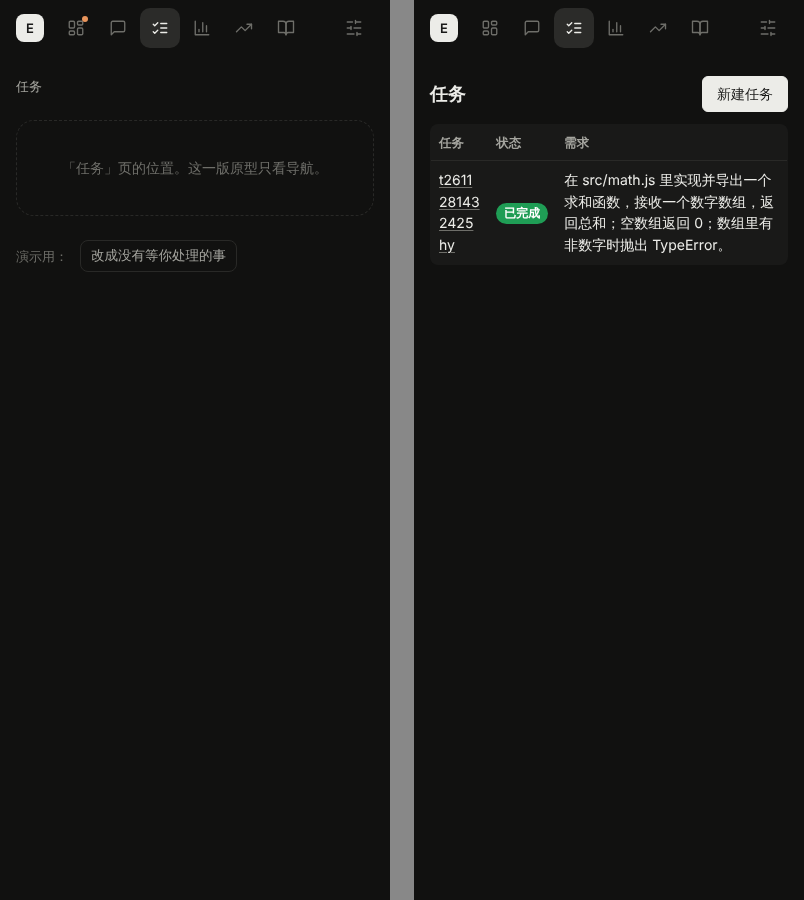 E
任务
「任务」页的位置。这一版原型只看导航。
演示用：
改成没有等你处理的事
E
任务
新建任务
任务
状态
需求
t2611
28143
2425
hy
已完成
在 src/math.js 里实现并导出一个
求和函数，接收一个数字数组，返
回总和；空数组返回 0；数组里有
非数字时抛出 TypeError。